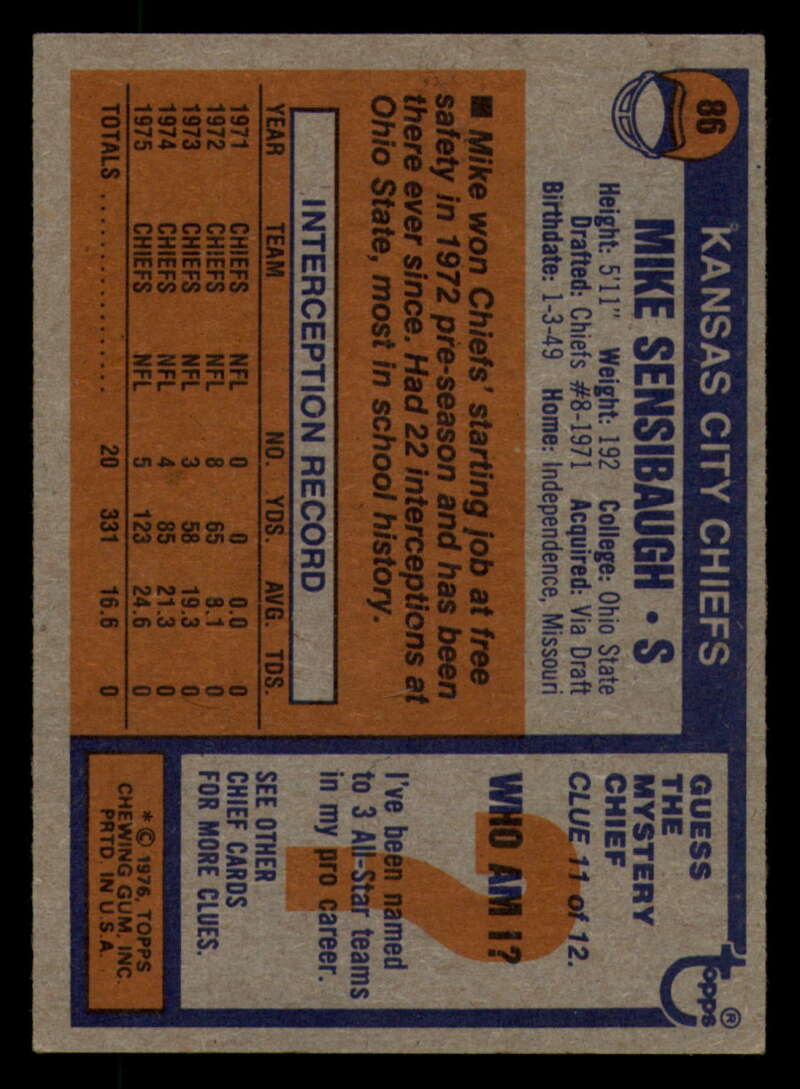 86
KANSAS CITY CHIEFS
MIKE SENSIBAUGH • S
Height: 5'11" Weight: 192 College: Ohio State
Drafted: Chiefs #8-1971 Acquired: Via Draft
Birthdate: 1-3-49 Home: Independence, Missouri
■ Mike won Chiefs' starting job at free
safety in 1972 pre-season and has been
there ever since. Had 22 interceptions at
Ohio State, most in school history.
INTERCEPTION RECORD
YEAR TEAM NO. YDS. AVG. TDS.
1971 CHIEFS NFL 0 0 0.0 0
1972 CHIEFS NFL 8 65 8.1 0
1973 CHIEFS NFL 3 58 19.3 0
1974 CHIEFS NFL 4 85 21.3 0
1975 CHIEFS NFL 5 123 24.6 0
TOTALS .................. 20 331 16.6 0
topps®
GUESS
THE
MYSTERY
CHIEF
CLUE 11 of 12.
?
WHO AM I?
I've been named
to 3 All-Star teams
in my pro career.
SEE OTHER
CHIEF CARDS
FOR MORE CLUES.
* © 1976, TOPPS
CHEWING GUM, INC.
PRTD. IN U.S.A.